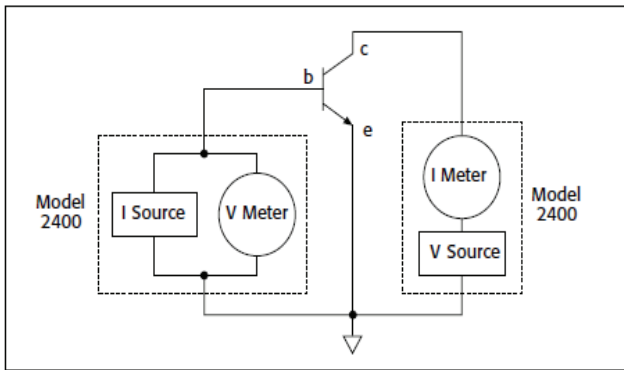 c
b
e
Model
2400
I Source
V Meter
I Meter
V Source
Model
2400